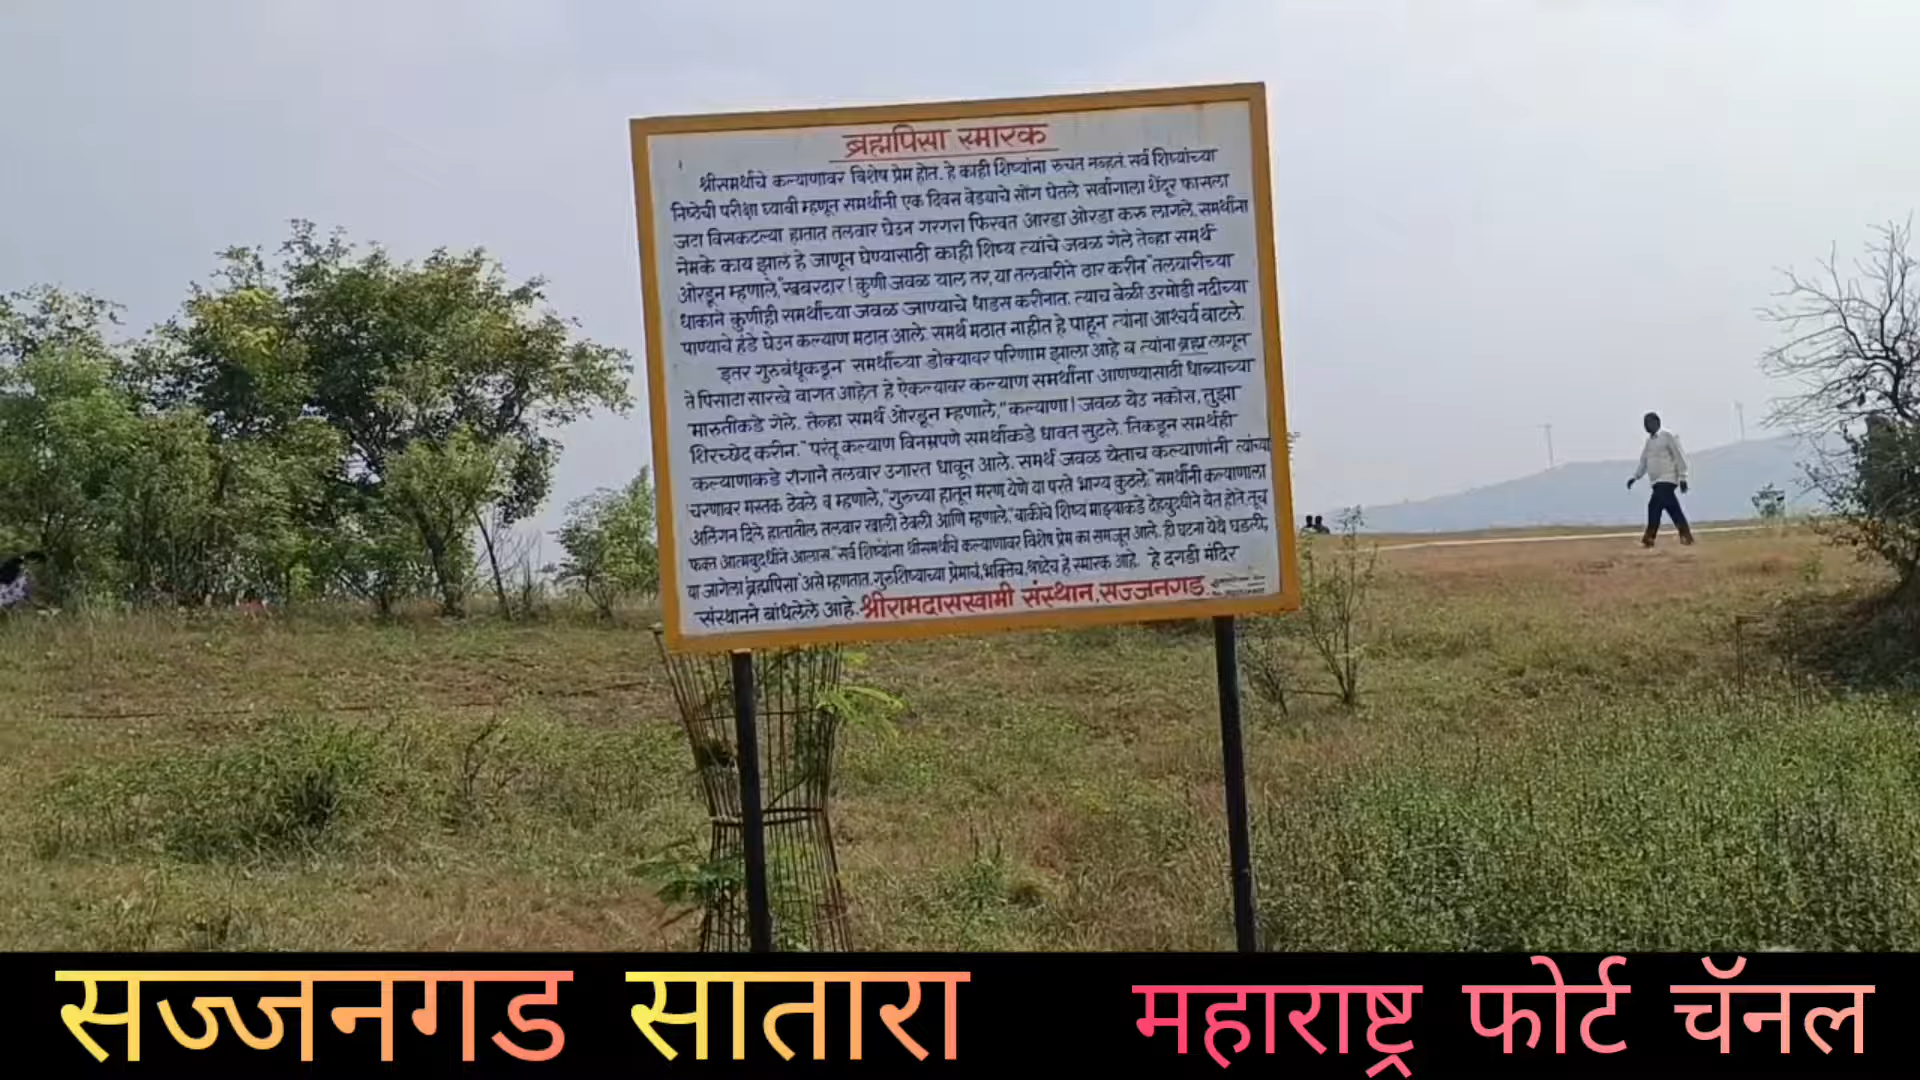 ब्रह्मपिसा स्मारक
श्रीसमर्थांचे कल्याणावर विशेष प्रेम होत. हे काही शिष्यांना रुचत नव्हतं. सर्व शिष्यांच्या
निष्ठेची परीक्षा घ्यावी म्हणून समर्थांनी एक दिवस वेड्याचे सोंग घेतले सर्वांगाला शेंदूर फासला
जटा विसकटल्या हातात तलवार घेऊन गरगरा फिरवत आरडा ओरडा करु लागले. समर्थांना
नेमके काय झालं हे जाणून घेण्यासाठी काही शिष्य त्यांचे जवळ गेले तेव्हा समर्थ
ओरडून म्हणाले, "खबरदार ! कुणी जवळ याल तर, या तलवारीने ठार करीन" तलवारीच्या
धाकाने कुणीही समर्थांच्या जवळ जाण्याचे धाडस करीनात. त्याच वेळी उरमोडी नदीच्या
पाण्याचे हंडे घेउन कल्याण मठात आले. समर्थ मठात नाहीत हे पाहून त्यांना आश्चर्य वाटले
इतर गुरुबंधूकडून समर्थांच्या डोक्यावर परिणाम झाला आहे व त्यांना ब्रह्म लागून
ते पिसाटा सारखे वागत आहेत हे ऐकल्यावर कल्याण समर्थांना आणण्यासाठी धाब्याच्या
मारुतीकडे गेले. तेव्हा समर्थ ओरडून म्हणाले, "कल्याणा ! जवळ येउ नकोस, तुझा
शिरच्छेद करीन." परंतू कल्याण विनम्रपणे समर्थांकडे धावत सुटले. तिकडून समर्थही
कल्याणाकडे रागाने तलवार उगारत धावून आले. समर्थ जवळ येताच कल्याणांनी त्यांच्या
चरणावर मस्तक ठेवले व म्हणाले, "गुरुच्या हातून मरण येणे या परते भाग्य कुठले." समर्थांनी कल्याणाला
अलिंगन दिले हातातील तलवार खाली ठेवली आणि म्हणाले, "बाकीचे शिष्य माझ्याकडे देहबुद्धीने येत होते. तूच
फक्त आत्मबुद्धीने आलास." सर्व शिष्यांना श्रीसमर्थांचे कल्याणावर विशेष प्रेम का समजून आले. ही घटना येथे घडली,
या जागेला 'ब्रह्मपिसा' असे म्हणतात. गुरुशिष्याच्या प्रेमाचं, भक्तिचं, श्रध्देचं हे स्मारक आहे. हे दगडी मंदिर
संस्थानने बांधलेले आहे. श्रीरामदासस्वामी संस्थान, सज्जनगड.
सज्जनगड सातारा महाराष्ट्र फोर्ट चॅनल